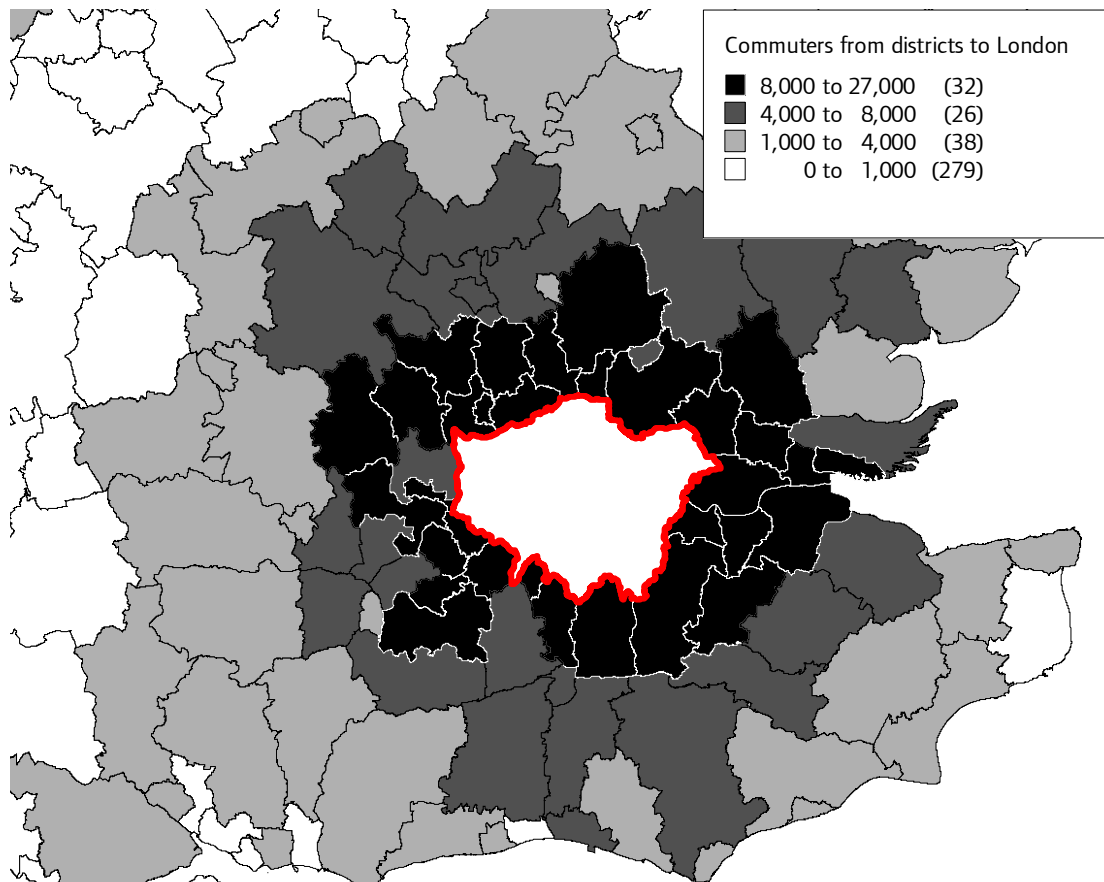 Commuters from districts to London
8,000 to 27,000 (32)
4,000 to 8,000 (26)
1,000 to 4,000 (38)
0 to 1,000 (279)